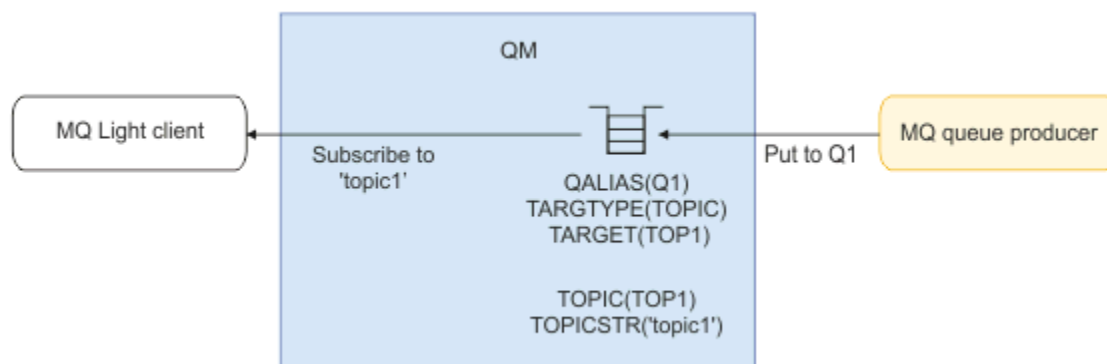 QM
MQ Light client
Subscribe to
'topic1'
MQ queue producer
Put to Q1
QALIAS(Q1)
TARGTYPE(TOPIC)
TARGET(TOP1)
TOPIC(TOP1)
TOPICSTR('topic1')